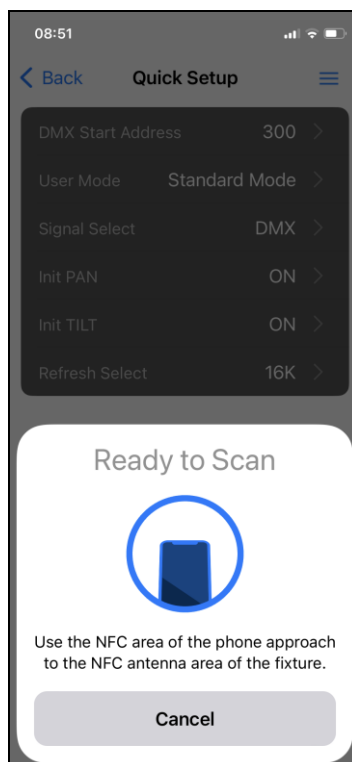 08:51
Back Quick Setup
DMX Start Address 300
User Mode Standard Mode
Signal Select DMX
Init PAN ON
Init TILT ON
Refresh Select 16K
Ready to Scan
Use the NFC area of the phone approach
to the NFC antenna area of the fixture.
Cancel